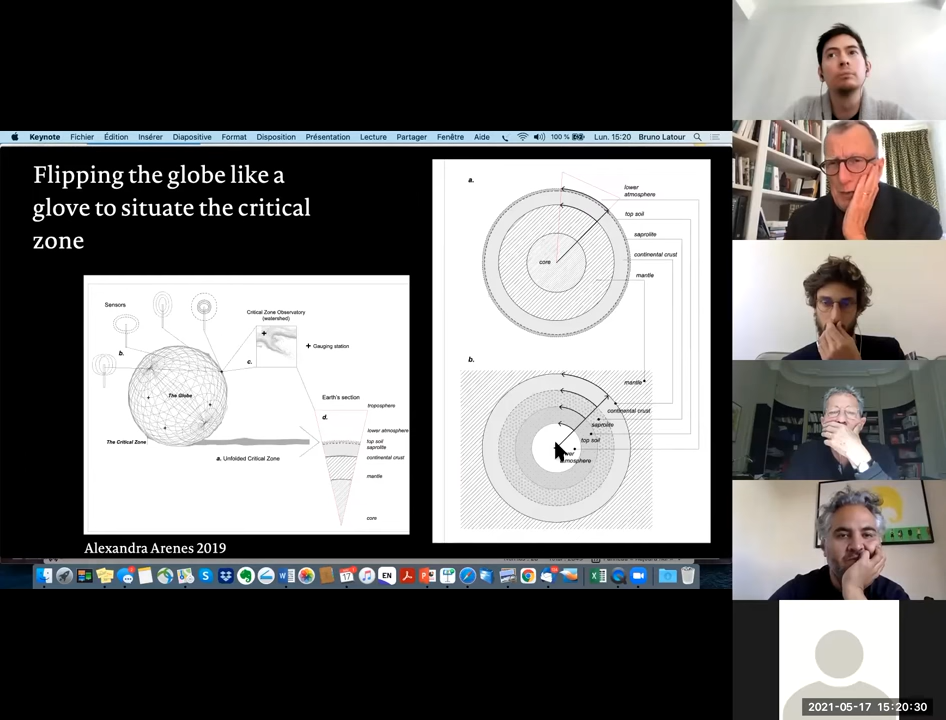 Keynote Fichier Édition Insérer Diapositive Format Disposition Présentation Lecture Partager Fenêtre Aide 100 % Lun. 15:20 Bruno Latour
Flipping the globe like a
glove to situate the critical
zone
Sensors
Critical Zone Observatory
(watershed)
Gauging station
b.
c.
The Globe
Earth's section
d.
troposphere
lower atmosphere
The Critical Zone
top soil
saprolite
a. Unfolded Critical Zone
continental crust
mantle
core
Alexandra Arenes 2019
a.
lower
atmosphere
top soil
saprolite
core
continental crust
mantle
b.
mantle
continental crust
saprolite
top soil
atmosphere
17
EN
2021-05-17 15:20:30